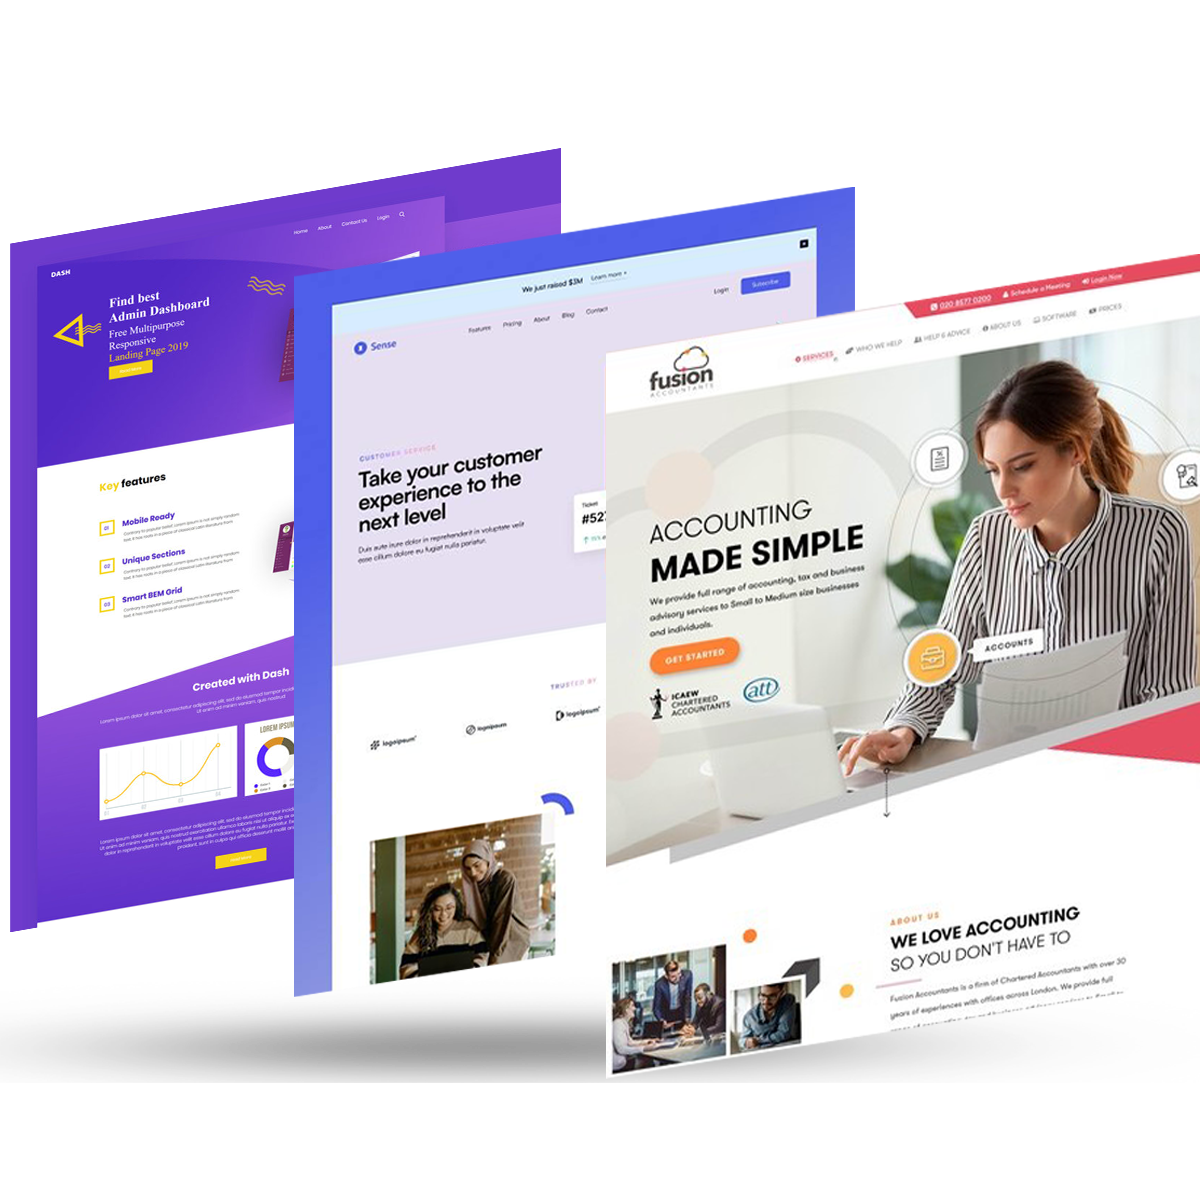 DASH
Home About Contact Us Login
Find best
Admin Dashboard
Free Multipurpose
Responsive
Landing Page 2019
Key features
01
Mobile Ready
02
Unique Sections
03
Smart BEM Grid
Created with Dash
LOREM IPSUM
We just raised $3M Learn more
Login Subscribe
Features Pricing About Blog Contact
Sense
CUSTOMER SERVICE
Take your customer
experience to the
next level
Duis aute irure dolor in reprehenderit in voluptate velit
esse cillum dolore eu fugiat nulla pariatur.
Ticket
#527
TRUSTED BY
logoipsum
logoipsum
logoipsum
020 8577 0200 Schedule a Meeting Login Now
fusion
ACCOUNTANTS
SERVICES WHO WE HELP HELP & ADVICE ABOUT US SOFTWARE PRICES
ACCOUNTING
MADE SIMPLE
We provide full range of accounting, tax and business
advisory services to Small to Medium size businesses
and individuals.
GET STARTED
ICAEW
CHARTERED
ACCOUNTANTS
att
ACCOUNTS
ABOUT US
WE LOVE ACCOUNTING
SO YOU DON'T HAVE TO
Fusion Accountants is a firm of Chartered Accountants with over 30
years of experiences with offices across London. We provide full